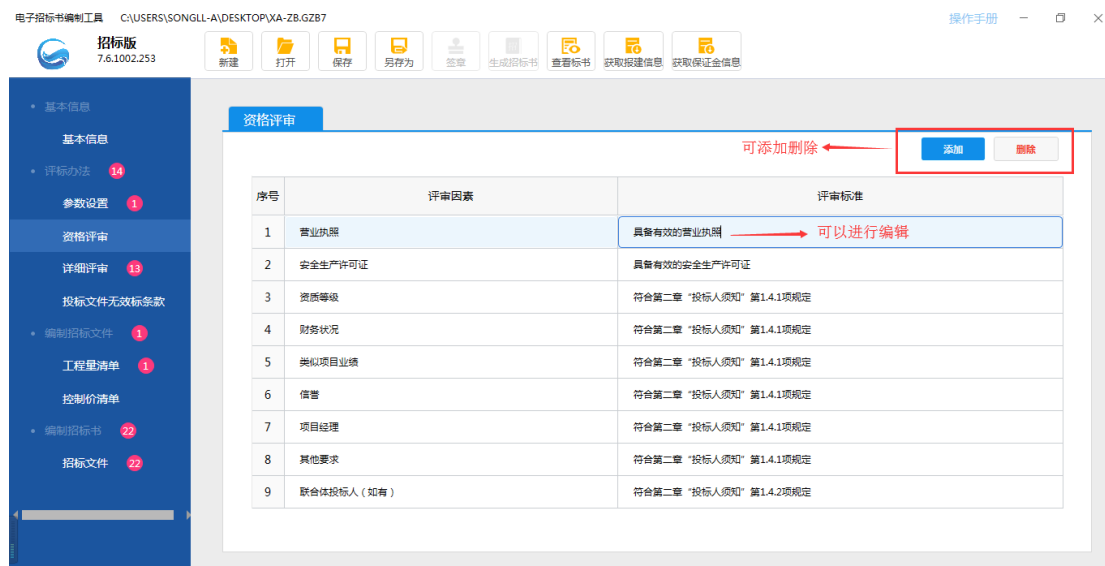 电子招标书编制工具 C:\USERS\SONGLL-A\DESKTOP\XA-ZB.GZB7 操作手册
招标版
7.6.1002.253
新建 打开 保存 另存为 签章 生成招标书 查看标书 获取报建信息 获取保证金信息
基本信息
基本信息
评标办法 14
参数设置 1
资格评审
详细评审 13
投标文件无效标条款
编制招标文件 1
工程量清单 1
控制价清单
编制招标书 22
招标文件 22
资格评审
可添加删除 添加 删除
序号 评审因素 评审标准
1 营业执照 具备有效的营业执照 可以进行编辑
2 安全生产许可证 具备有效的安全生产许可证
3 资质等级 符合第二章“投标人须知”第1.4.1项规定
4 财务状况 符合第二章“投标人须知”第1.4.1项规定
5 类似项目业绩 符合第二章“投标人须知”第1.4.1项规定
6 信誉 符合第二章“投标人须知”第1.4.1项规定
7 项目经理 符合第二章“投标人须知”第1.4.1项规定
8 其他要求 符合第二章“投标人须知”第1.4.1项规定
9 联合体投标人（如有） 符合第二章“投标人须知”第1.4.2项规定